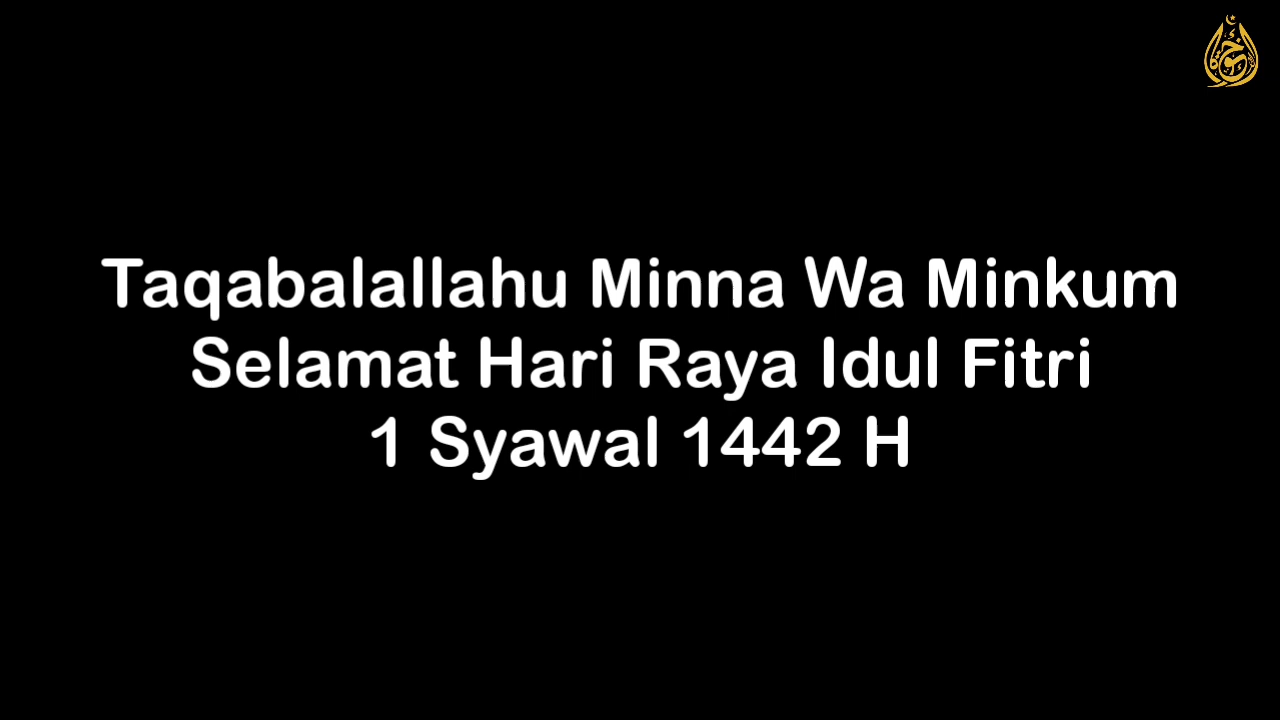 Taqabalallahu Minna Wa Minkum
Selamat Hari Raya Idul Fitri
1 Syawal 1442 H